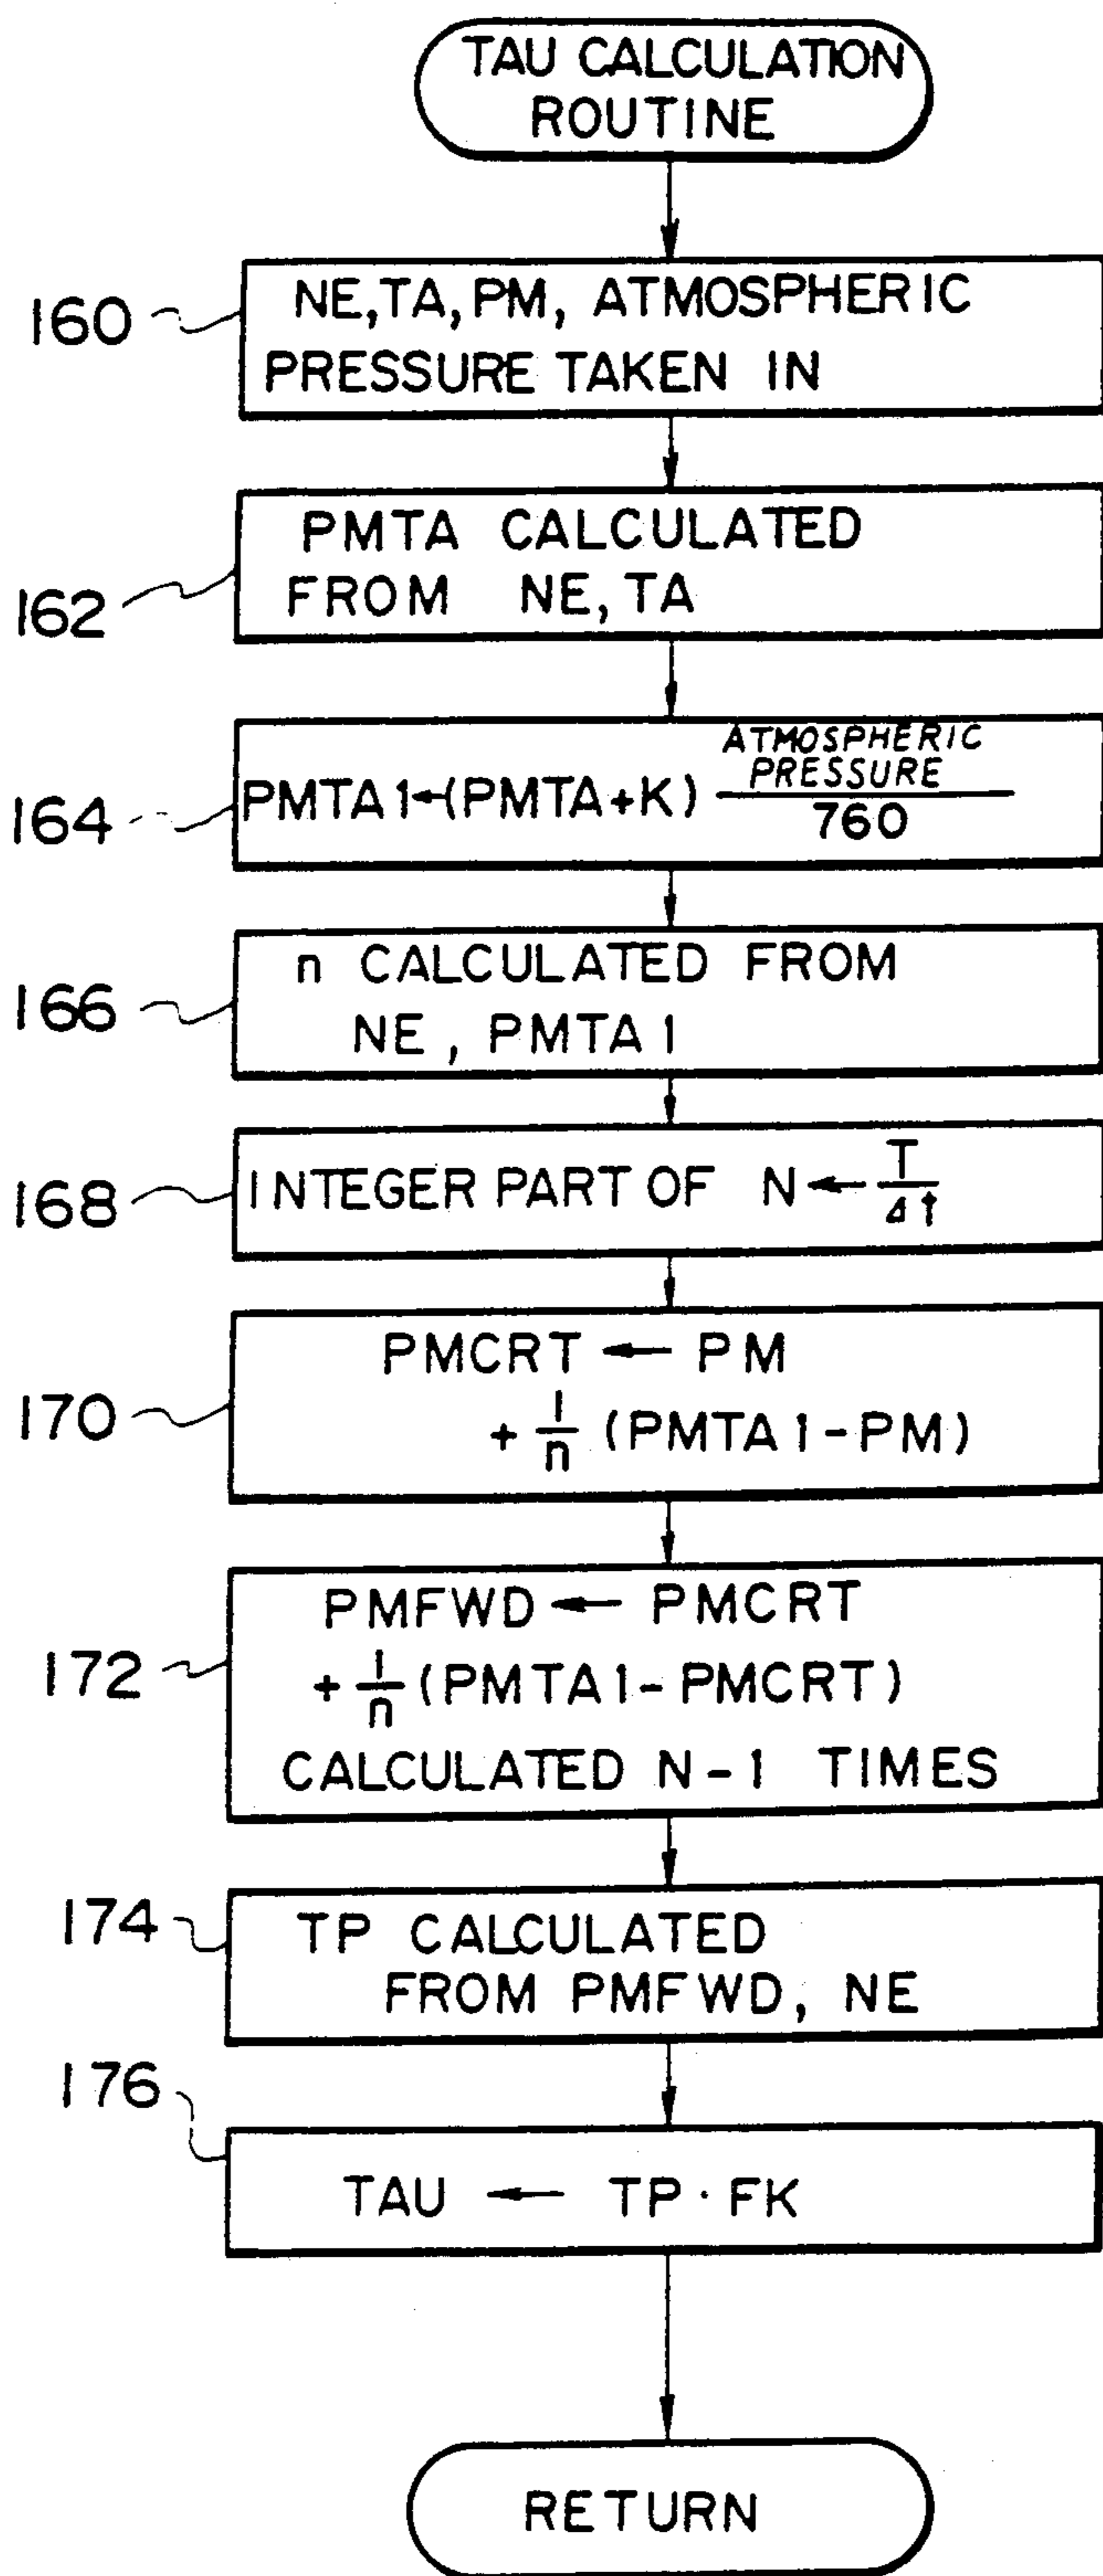 TAU CALCULATION
ROUTINE
160
NE, TA, PM, ATMOSPHERIC
PRESSURE TAKEN IN
162
PMTA CALCULATED
FROM NE, TA
164
PMTA1←(PMTA+K) ATMOSPHERIC
PRESSURE
760
166
n CALCULATED FROM
NE, PMTA1
168
INTEGER PART OF N ← T/Δt
170
PMCRT ← PM
+ 1/n (PMTA1-PM)
172
PMFWD ← PMCRT
+ 1/n (PMTA1-PMCRT)
CALCULATED N-1 TIMES
174
TP CALCULATED
FROM PMFWD, NE
176
TAU ← TP·FK
RETURN